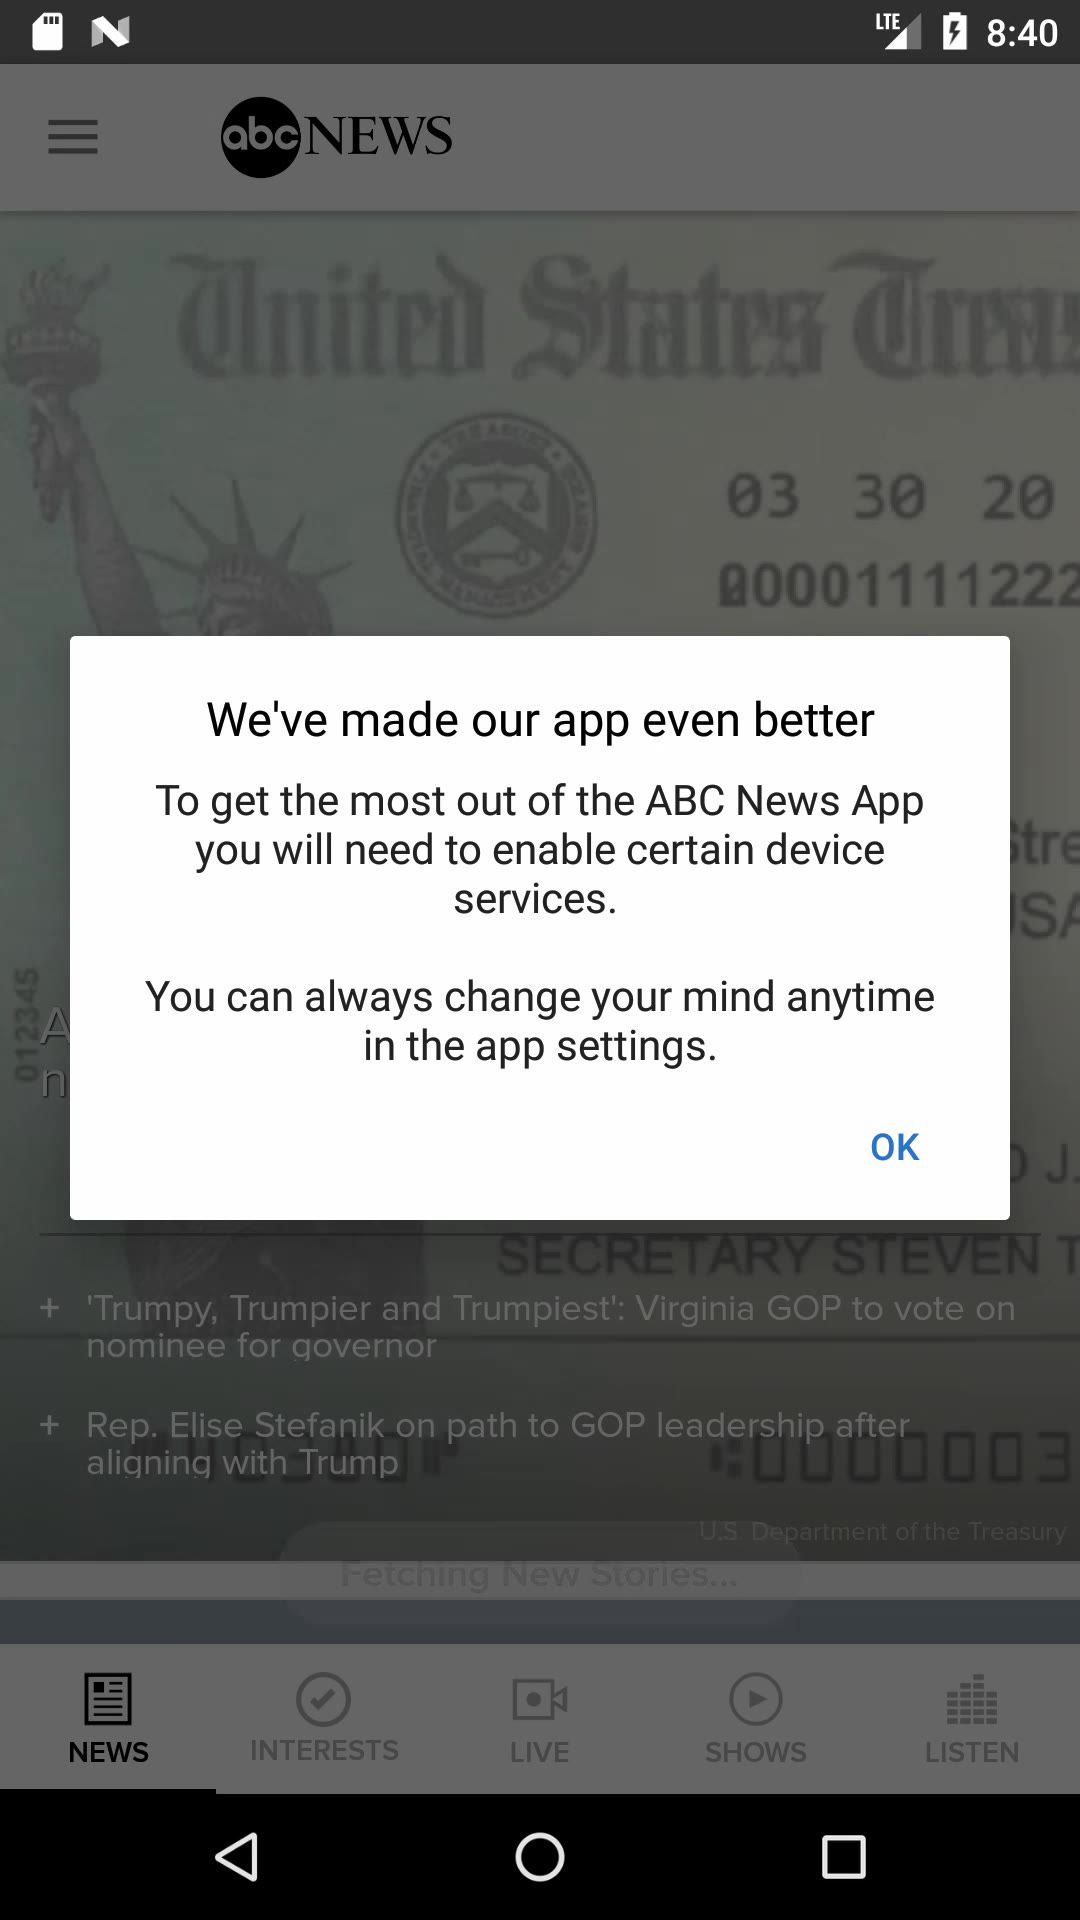 LTE 8:40
abc NEWS
United States Treas
03 30 20
00001111222
We've made our app even better
To get the most out of the ABC News App
you will need to enable certain device
services.
You can always change your mind anytime
in the app settings.
OK
012345
SECRETARY STEVEN T
+ 'Trumpy, Trumpier and Trumpiest': Virginia GOP to vote on
nominee for governor
+ Rep. Elise Stefanik on path to GOP leadership after
aligning with Trump
U.S. Department of the Treasury
Fetching New Stories...
NEWS INTERESTS LIVE SHOWS LISTEN